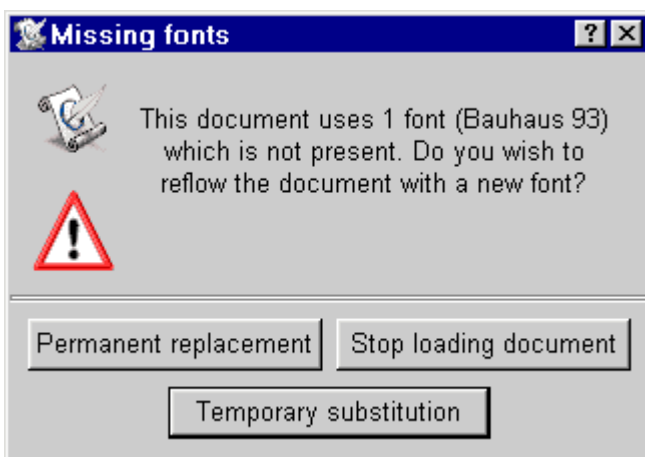 Missing fonts
This document uses 1 font (Bauhaus 93)
which is not present. Do you wish to
reflow the document with a new font?
Permanent replacement
Stop loading document
Temporary substitution